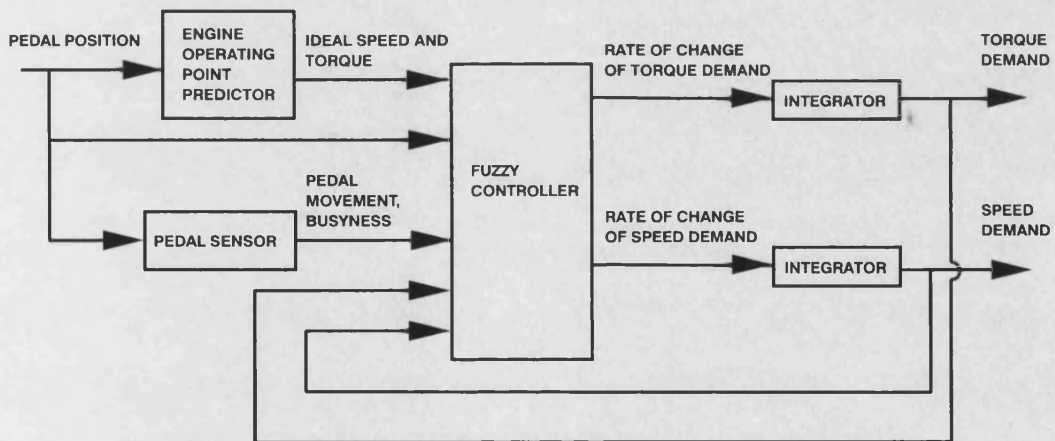 PEDAL POSITION
ENGINE
OPERATING
POINT
PREDICTOR
IDEAL SPEED AND
TORQUE
PEDAL
MOVEMENT,
BUSYNESS
PEDAL SENSOR
FUZZY
CONTROLLER
RATE OF CHANGE
OF TORQUE DEMAND
INTEGRATOR
TORQUE
DEMAND
RATE OF CHANGE
OF SPEED DEMAND
INTEGRATOR
SPEED
DEMAND